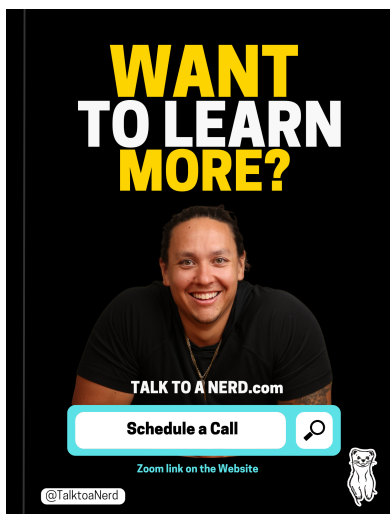 WANT
TO LEARN
MORE?
TALK TO A NERD.com
Schedule a Call
Zoom link on the Website
@TalktoaNerd